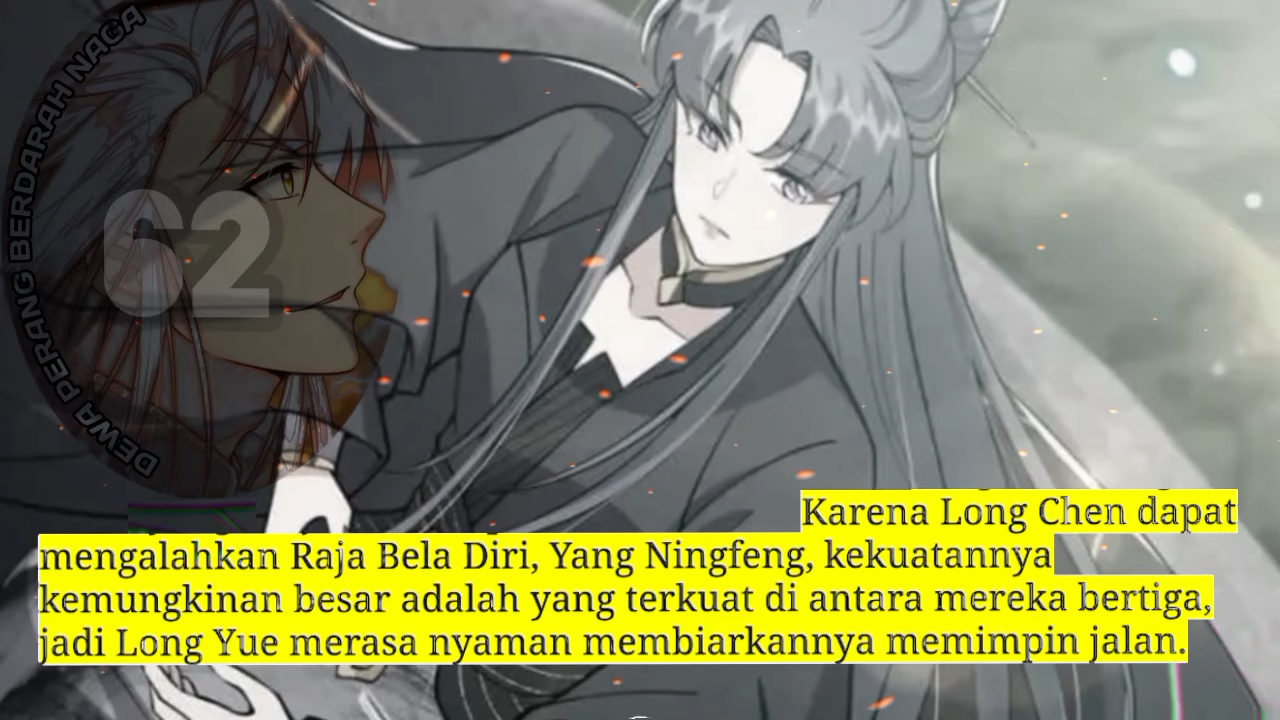 DEWA PERANG BERDARAH NAGA
62
Karena Long Chen dapat
mengalahkan Raja Bela Diri, Yang Ningfeng, kekuatannya
kemungkinan besar adalah yang terkuat di antara mereka bertiga,
jadi Long Yue merasa nyaman membiarkannya memimpin jalan.